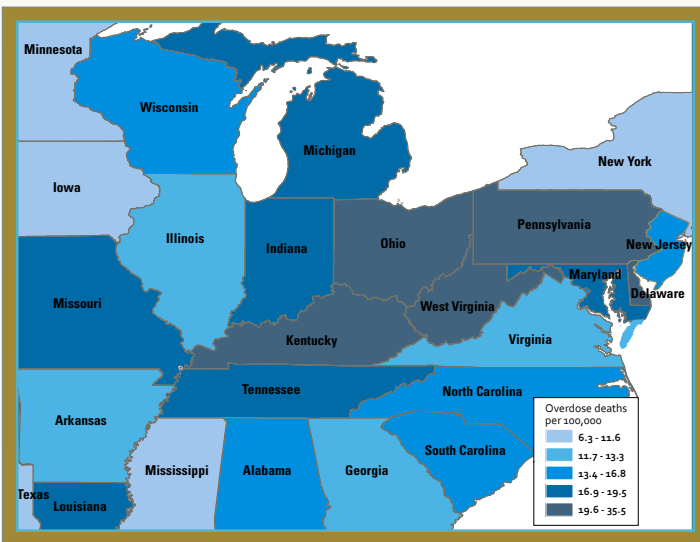 Minnesota
Wisconsin
Michigan
New York
Iowa
Illinois
Indiana
Ohio
Pennsylvania
New Jersey
Maryland
Delaware
Missouri
West Virginia
Kentucky
Virginia
Tennessee
North Carolina
Arkansas
South Carolina
Mississippi
Alabama
Georgia
Texas
Louisiana
Overdose deaths
per 100,000
6.3 - 11.6
11.7 - 13.3
13.4 - 16.8
16.9 - 19.5
19.6 - 35.5